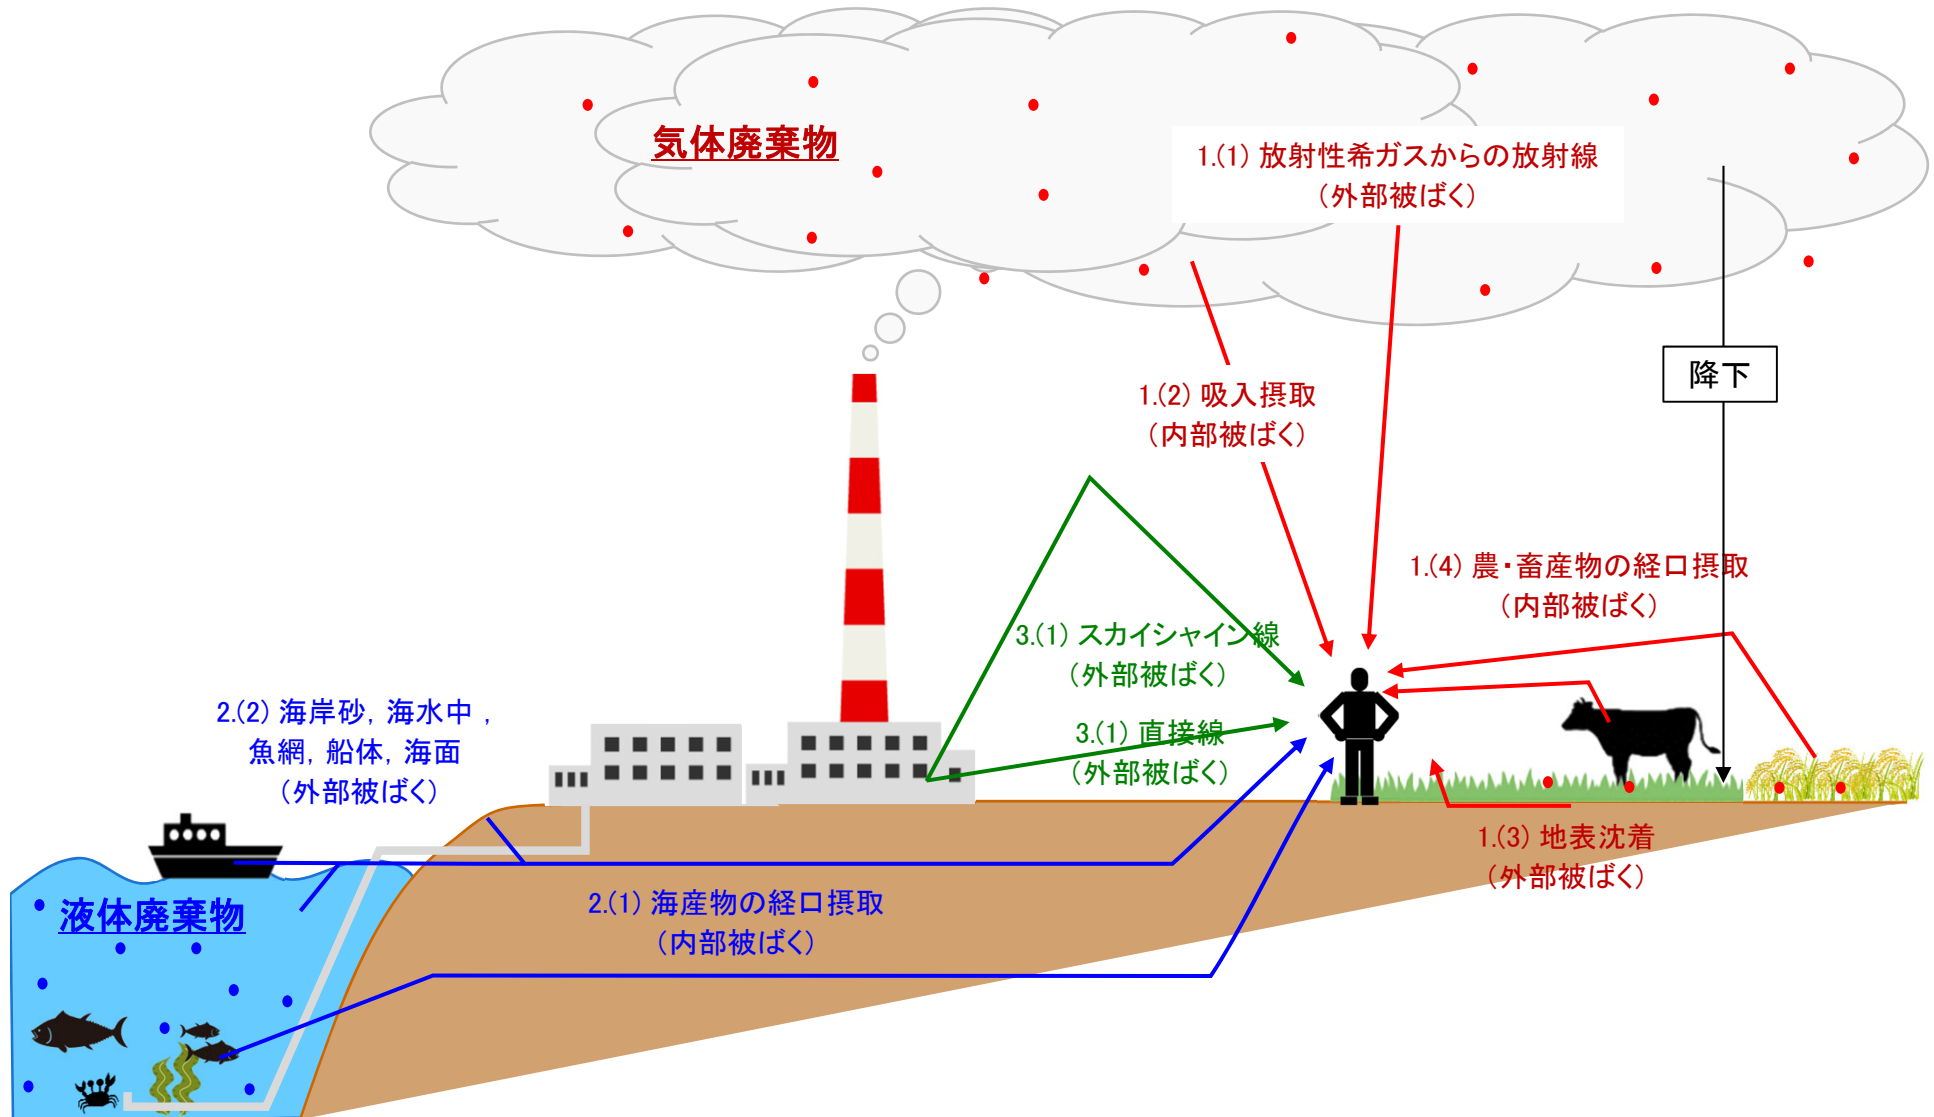 気体廃棄物
1.(1) 放射性希ガスからの放射線
(外部被ばく)
降下
1.(2) 吸入摂取
(内部被ばく)
1.(4) 農・畜産物の経口摂取
(内部被ばく)
3.(1) スカイシャイン線
(外部被ばく)
3.(1) 直接線
(外部被ばく)
2.(2) 海岸砂, 海水中 ,
魚網, 船体, 海面
(外部被ばく)
1.(3) 地表沈着
(外部被ばく)
液体廃棄物
2.(1) 海産物の経口摂取
(内部被ばく)